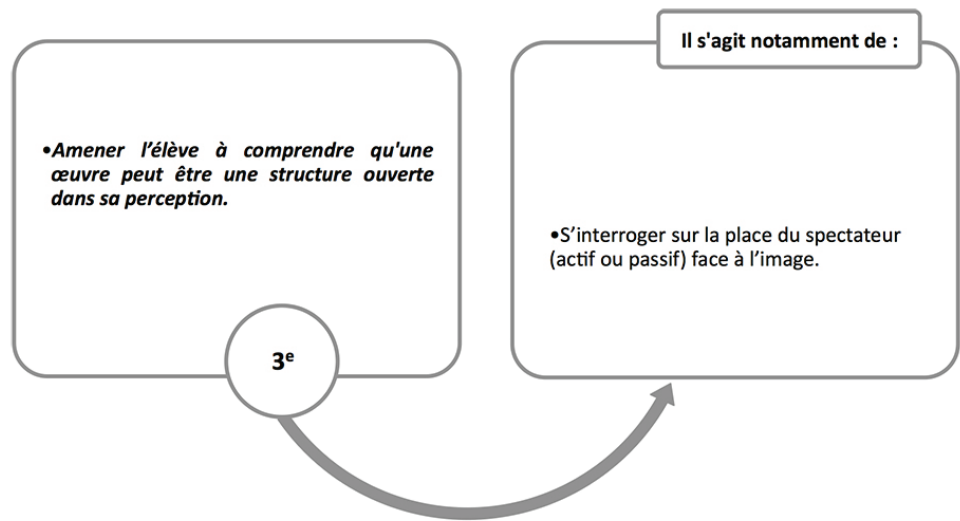 •Amener l’élève à comprendre qu'une
œuvre peut être une structure ouverte
dans sa perception.
3e
Il s'agit notamment de :
•S’interroger sur la place du spectateur
(actif ou passif) face à l’image.